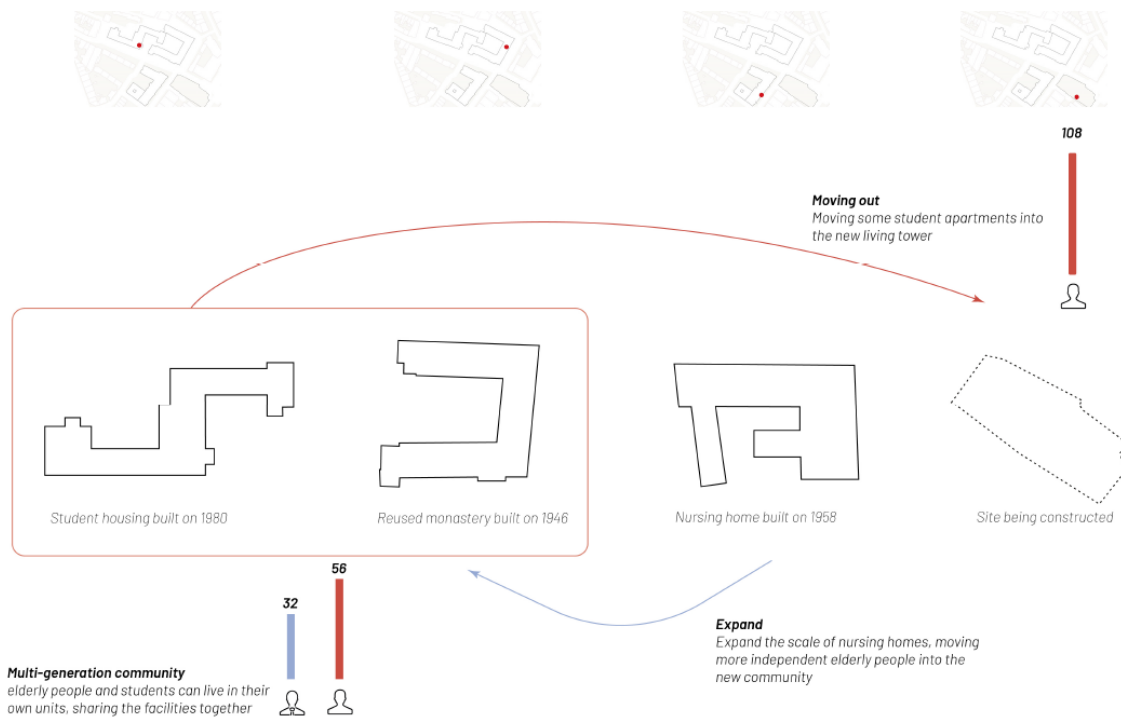 108
Moving out
Moving some student apartments into
the new living tower
Student housing built on 1980
Reused monastery built on 1946
Nursing home built on 1958
Site being constructed
56
32
Expand
Expand the scale of nursing homes, moving
more independent elderly people into the
new community
Multi-generation community
elderly people and students can live in their
own units, sharing the facilities together